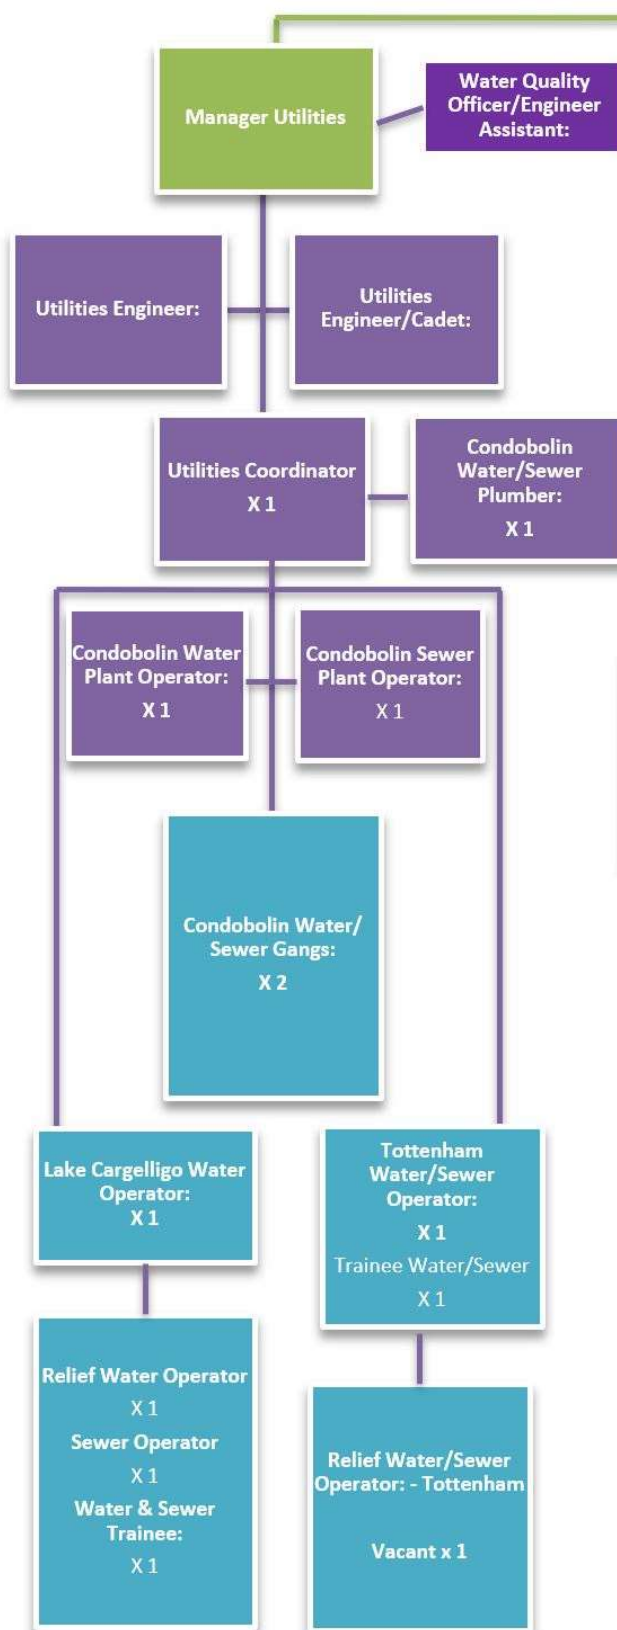 Manager Utilities
Water Quality
Officer/Engineer
Assistant:
Utilities Engineer:
Utilities
Engineer/Cadet:
Utilities Coordinator
X 1
Condobolin
Water/Sewer
Plumber:
X 1
Condobolin Water
Plant Operator:
X 1
Condobolin Sewer
Plant Operator:
X 1
Condobolin Water/
Sewer Gangs:
X 2
Lake Cargelligo Water
Operator:
X 1
Tottenham
Water/Sewer
Operator:
X 1
Trainee Water/Sewer
X 1
Relief Water Operator
X 1
Sewer Operator
X 1
Water & Sewer
Trainee:
X 1
Relief Water/Sewer
Operator: - Tottenham
Vacant x 1